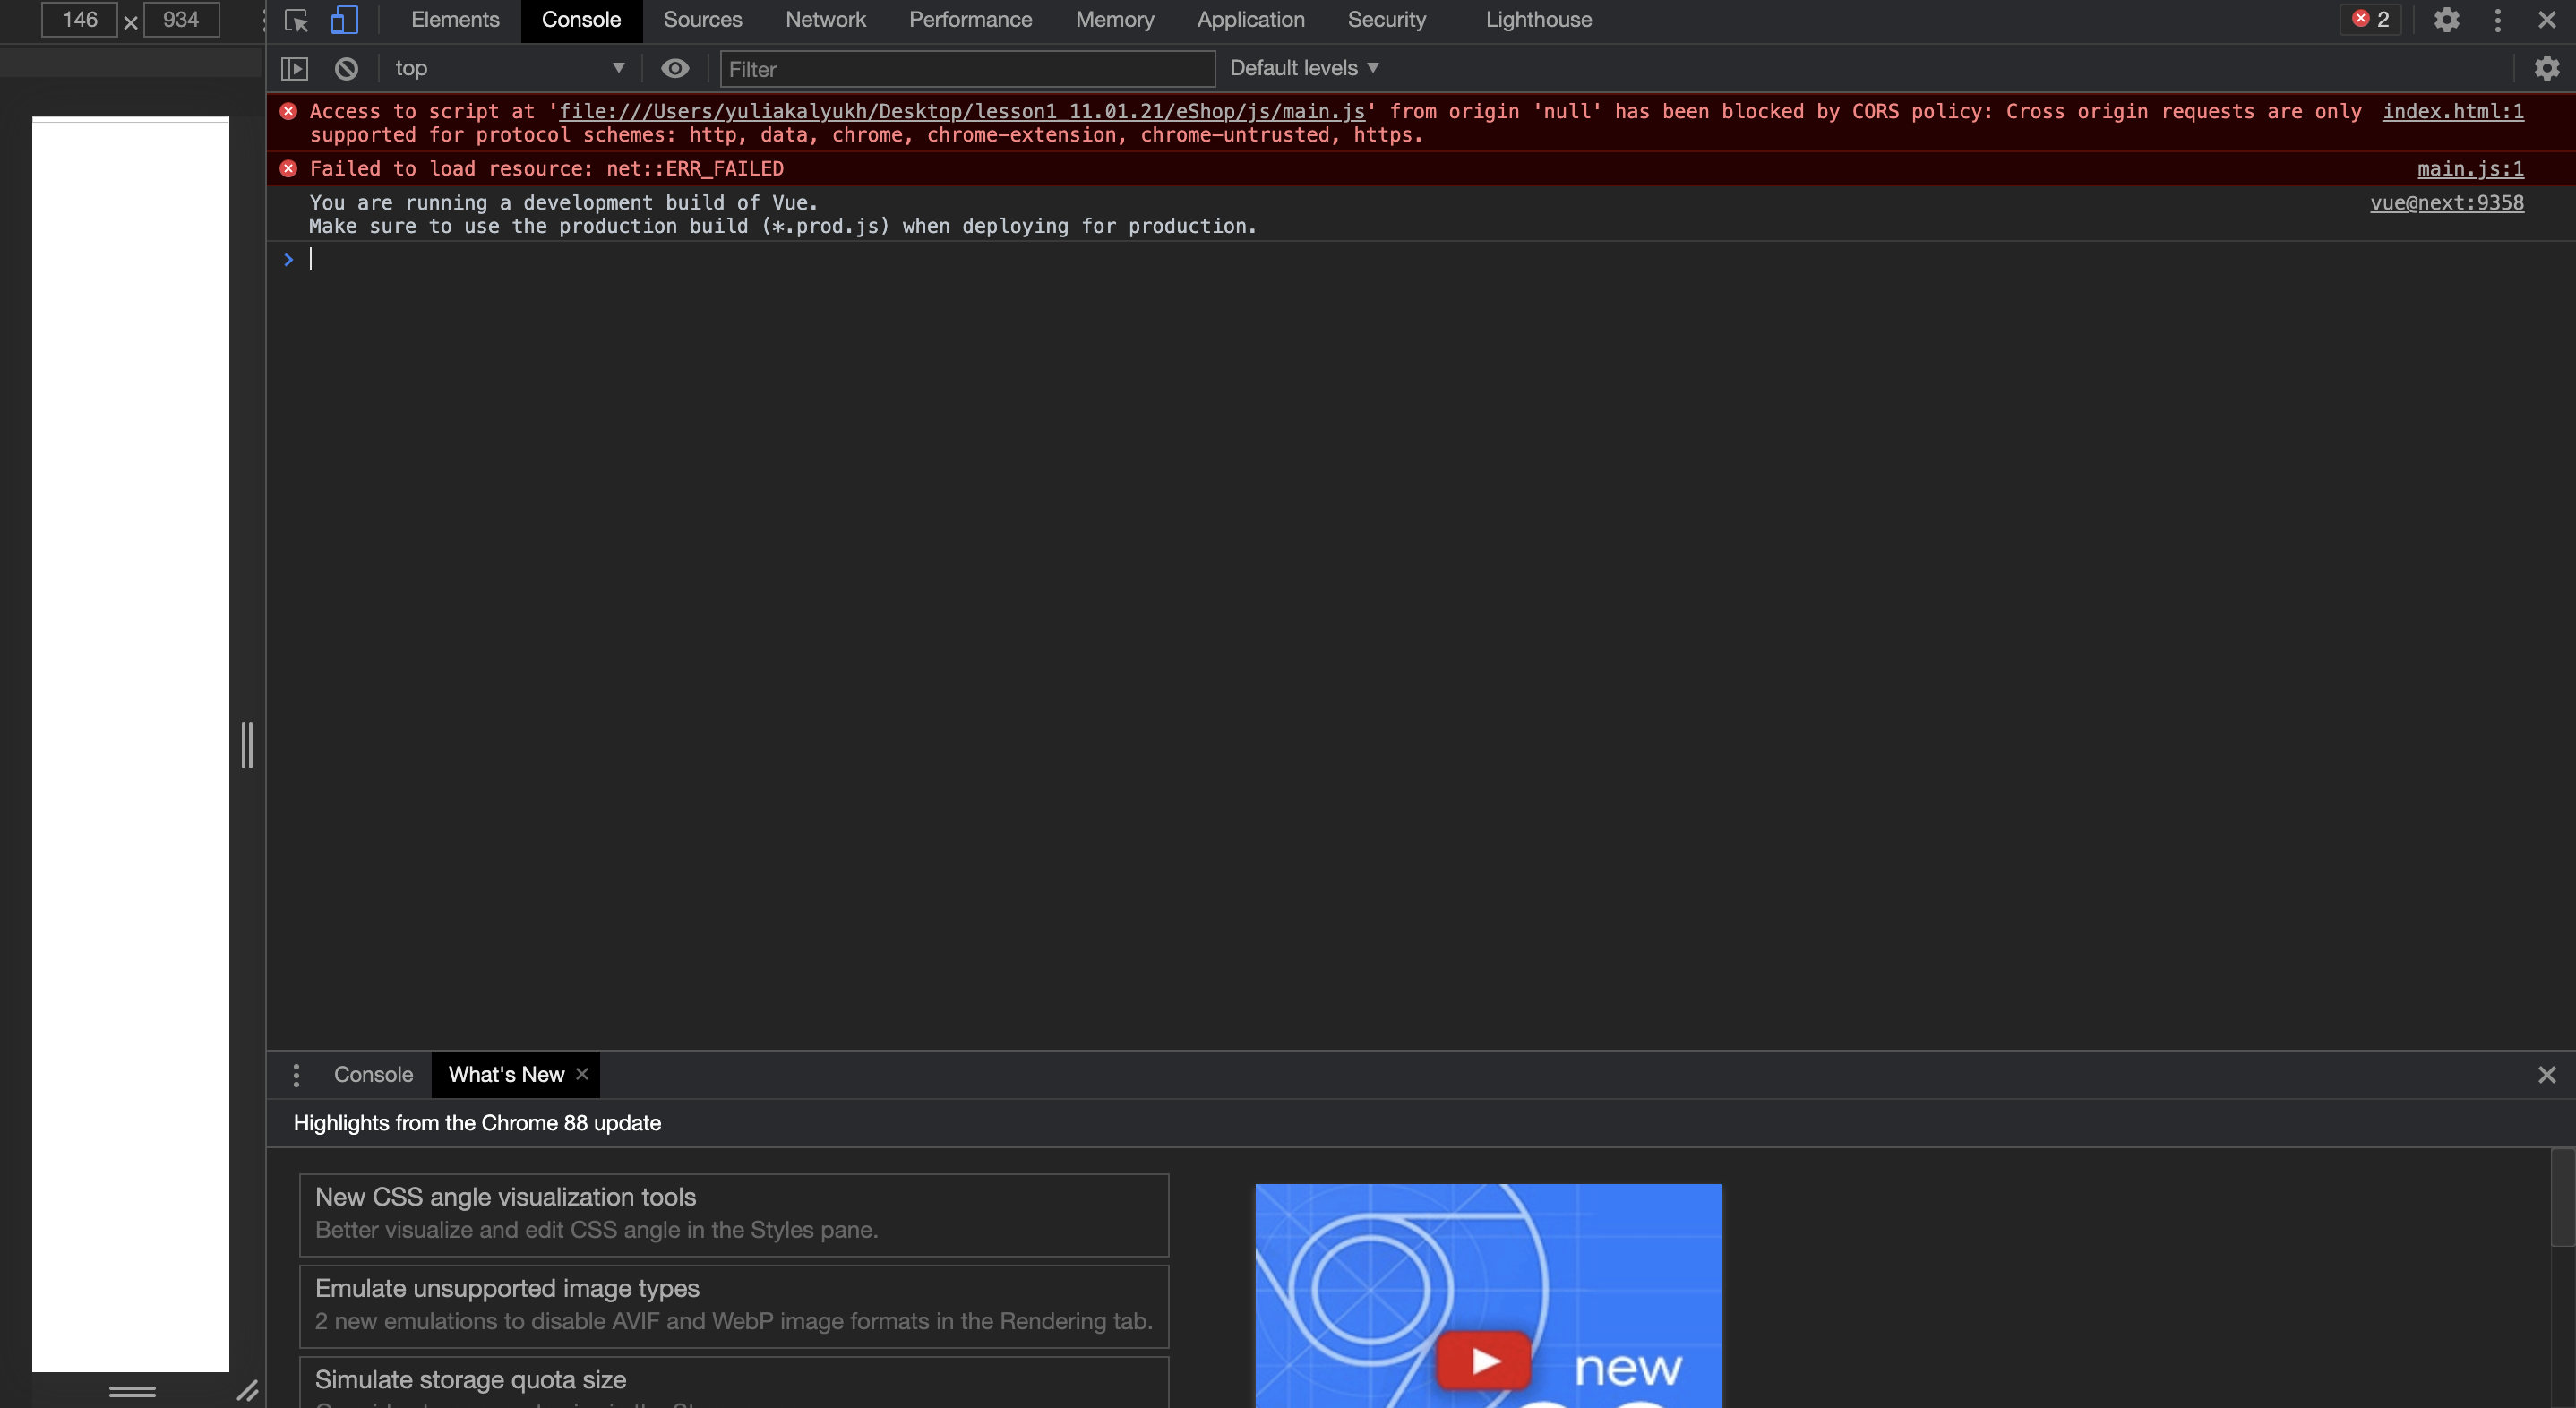 146 × 934
Elements Console Sources Network Performance Memory Application Security Lighthouse 2
top Filter Default levels
Access to script at 'file:///Users/yuliakalyukh/Desktop/lesson1_11.01.21/eShop/js/main.js' from origin 'null' has been blocked by CORS policy: Cross origin requests are only index.html:1
supported for protocol schemes: http, data, chrome, chrome-extension, chrome-untrusted, https.
Failed to load resource: net::ERR_FAILED main.js:1
You are running a development build of Vue. vue@next:9358
Make sure to use the production build (*.prod.js) when deploying for production.
Console What's New
Highlights from the Chrome 88 update
New CSS angle visualization tools
Better visualize and edit CSS angle in the Styles pane.
Emulate unsupported image types
2 new emulations to disable AVIF and WebP image formats in the Rendering tab.
new
Simulate storage quota size